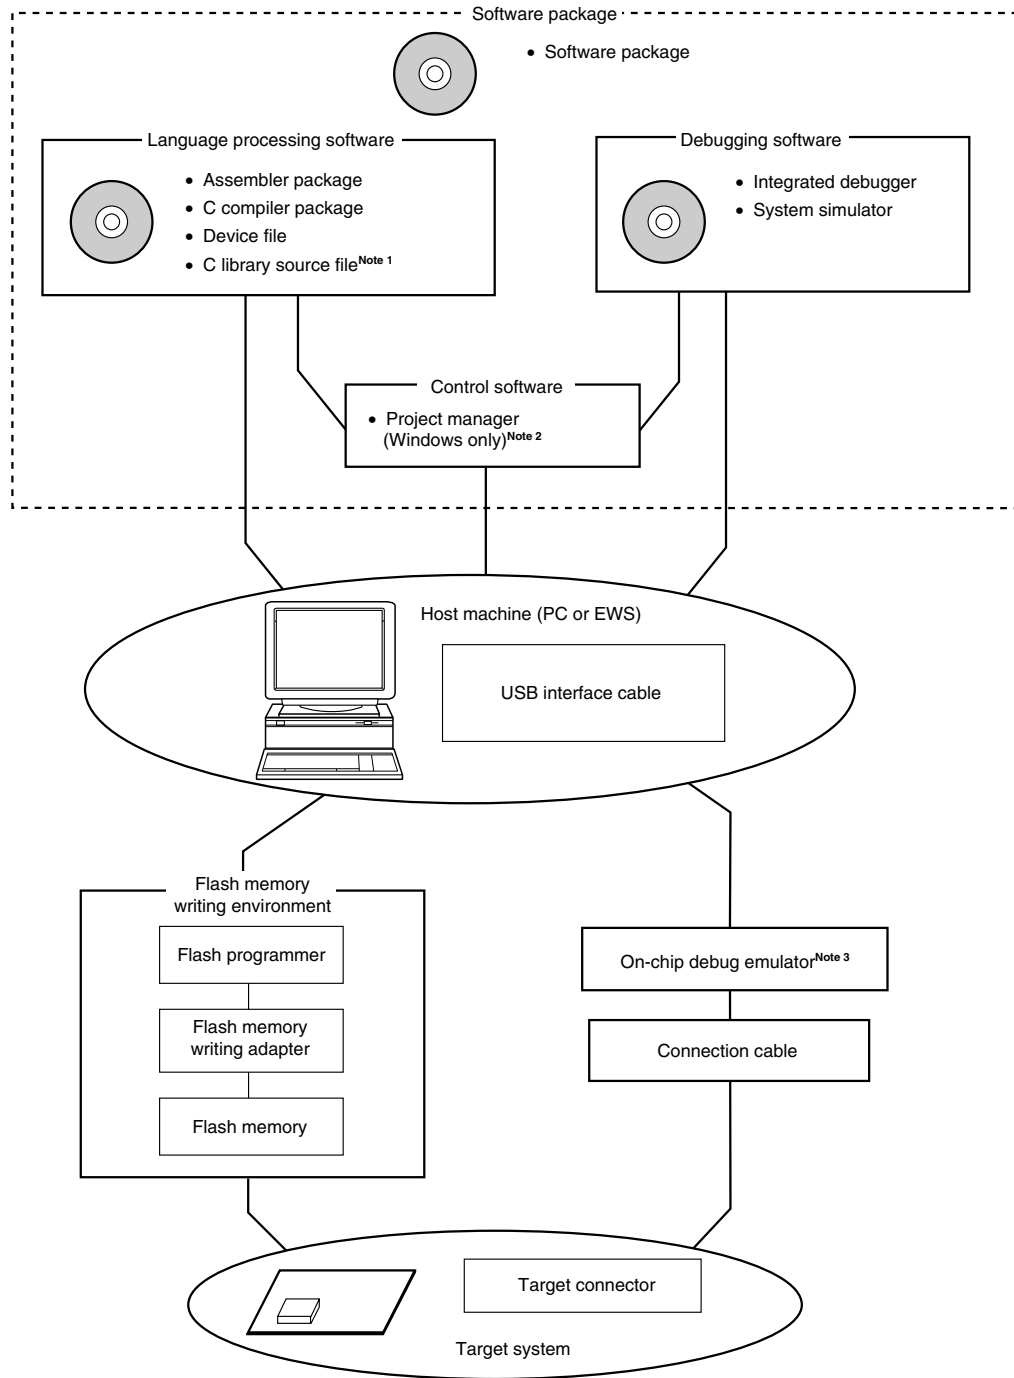 Software package
• Software package
Language processing software
• Assembler package
• C compiler package
• Device file
• C library source fileNote 1
Debugging software
• Integrated debugger
• System simulator
Control software
• Project manager
(Windows only)Note 2
Host machine (PC or EWS)
USB interface cable
Flash memory
writing environment
Flash programmer
Flash memory
writing adapter
Flash memory
On-chip debug emulatorNote 3
Connection cable
Target connector
Target system